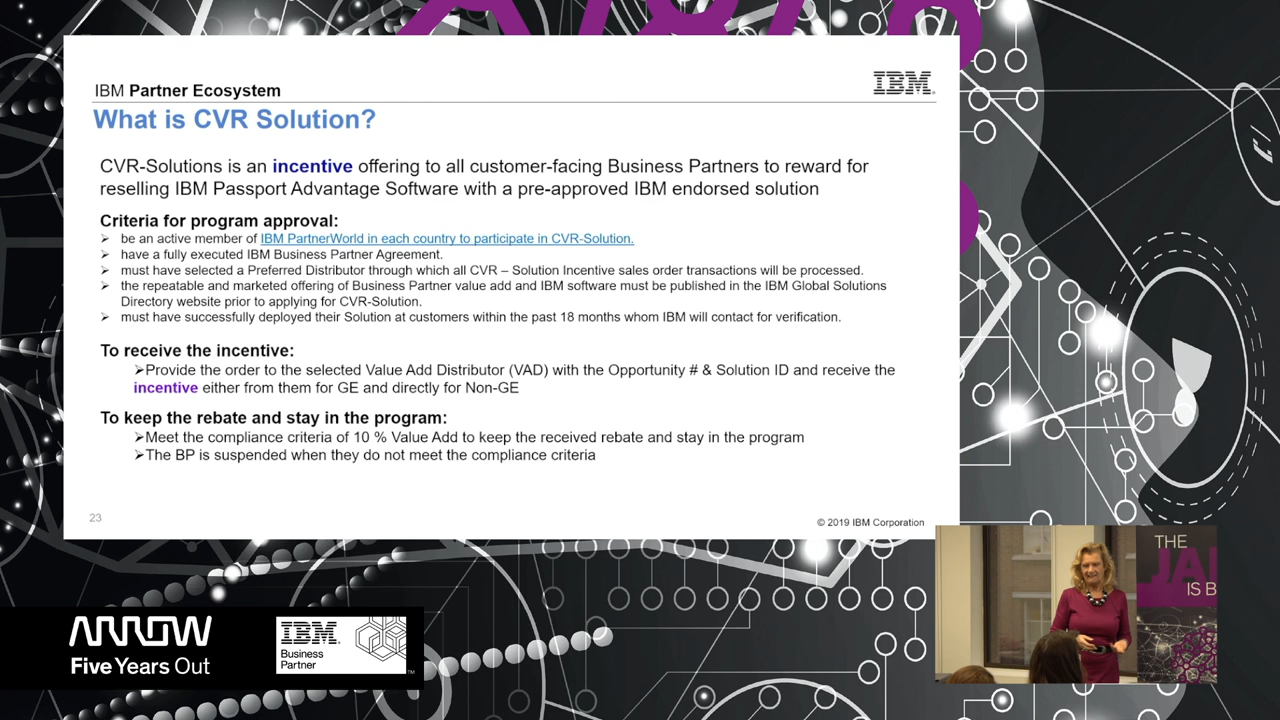 IBM Partner Ecosystem
IBM
What is CVR Solution?
CVR-Solutions is an incentive offering to all customer-facing Business Partners to reward for
reselling IBM Passport Advantage Software with a pre-approved IBM endorsed solution
Criteria for program approval:
➢ be an active member of IBM PartnerWorld in each country to participate in CVR-Solution.
➢ have a fully executed IBM Business Partner Agreement.
➢ must have selected a Preferred Distributor through which all CVR – Solution Incentive sales order transactions will be processed.
➢ the repeatable and marketed offering of Business Partner value add and IBM software must be published in the IBM Global Solutions
Directory website prior to applying for CVR-Solution.
➢ must have successfully deployed their Solution at customers within the past 18 months whom IBM will contact for verification.
To receive the incentive:
➢Provide the order to the selected Value Add Distributor (VAD) with the Opportunity # & Solution ID and receive the
incentive either from them for GE and directly for Non-GE
To keep the rebate and stay in the program:
➢Meet the compliance criteria of 10 % Value Add to keep the received rebate and stay in the program
➢The BP is suspended when they do not meet the compliance criteria
23
© 2019 IBM Corporation
THE
IS B
ARROW
Five Years Out
IBM
Business
Partner
TM